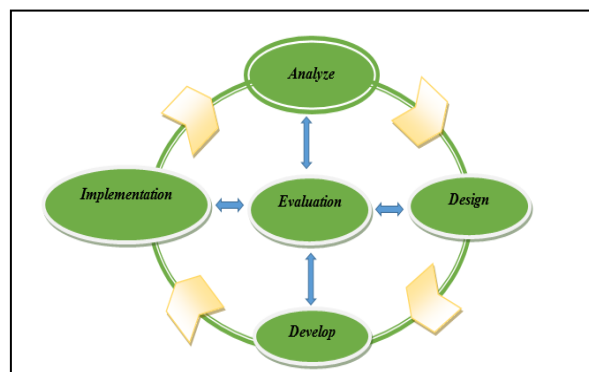 Analyze
Implementation
Evaluation
Design
Develop